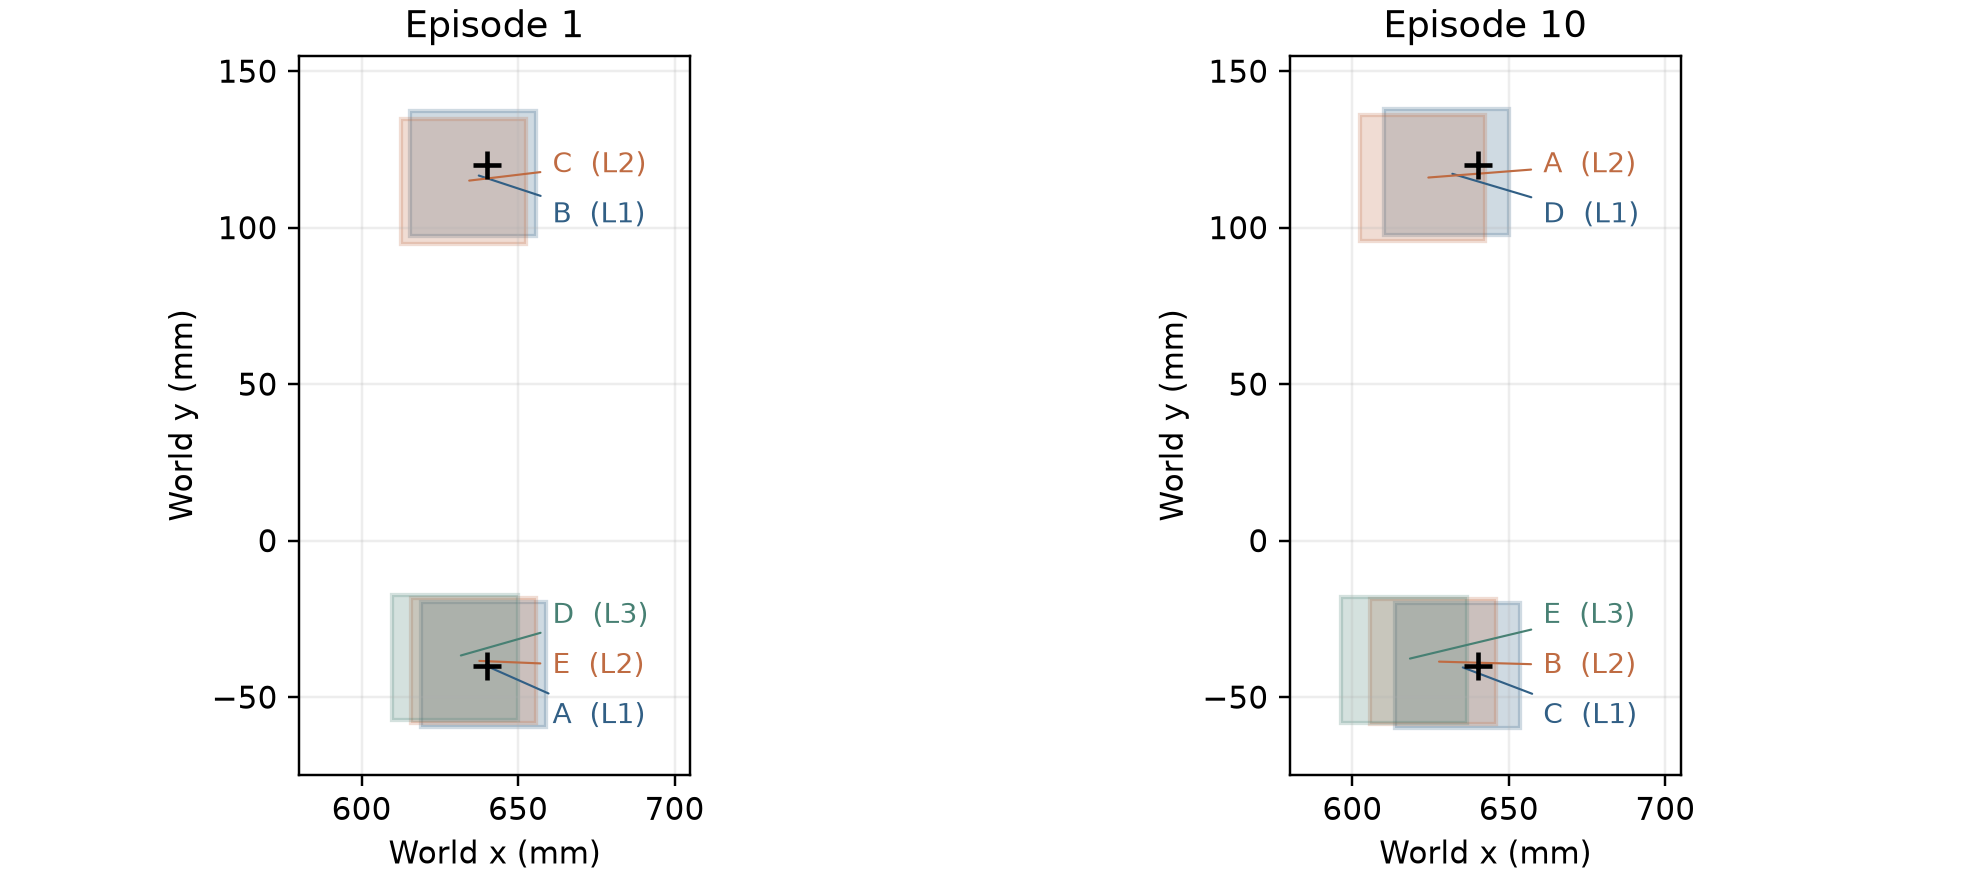 Episode 1
150
100
50
0
−50
World y (mm)
C (L2)
B (L1)
D (L3)
E (L2)
A (L1)
600 650 700
World x (mm)
Episode 10
150
100
50
0
−50
World y (mm)
A (L2)
D (L1)
E (L3)
B (L2)
C (L1)
600 650 700
World x (mm)